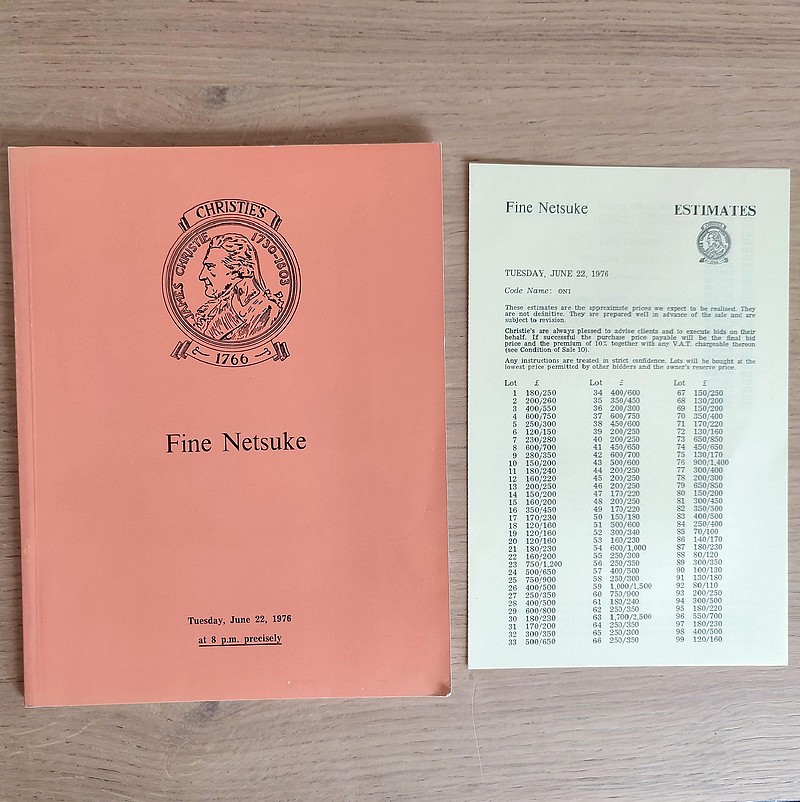 CHRISTIE'S
JAMES CHRISTIE 1730-1803
1766
Fine Netsuke
Tuesday, June 22, 1976
at 8 p.m. precisely
Fine Netsuke ESTIMATES
TUESDAY, JUNE 22, 1976
Code Name: ONI
These estimates are the approximate prices we expect to be realised. They
are not definitive. They are prepared well in advance of the sale and are
subject to revision.
Christie's are always pleased to advise clients and to execute bids on their
behalf. If successful the purchase price payable will be the final bid
price and the premium of 10% together with any V.A.T. chargeable thereon
(see Condition of Sale 10).
Any instructions are treated in strict confidence. Lots will be bought at the
lowest price permitted by other bidders and the owner's reserve price.
Lot £ Lot £ Lot £
1 180/250 34 400/600 67 150/250
2 200/260 35 350/450 68 130/200
3 400/550 36 200/300 69 150/200
4 600/750 37 600/750 70 350/400
5 250/300 38 450/600 71 170/220
6 120/150 39 200/250 72 130/160
7 230/280 40 200/250 73 650/850
8 600/700 41 450/650 74 450/650
9 280/350 42 600/700 75 130/170
10 150/200 43 500/600 76 900/1,400
11 180/240 44 200/250 77 300/400
12 160/220 45 200/250 78 200/300
13 200/250 46 200/250 79 650/850
14 150/200 47 170/220 80 150/200
15 160/200 48 200/250 81 300/450
16 350/450 49 170/220 82 350/500
17 170/230 50 150/180 83 400/500
18 120/160 51 500/600 84 250/400
19 120/160 52 300/340 85 70/100
20 120/160 53 160/230 86 140/170
21 180/230 54 600/1,000 87 180/230
22 160/200 55 250/300 88 80/120
23 750/1,200 56 250/350 89 300/350
24 500/650 57 400/500 90 100/130
25 750/900 58 250/300 91 130/180
26 400/500 59 1,000/1,500 92 80/110
27 250/350 60 750/900 93 200/250
28 400/500 61 180/240 94 300/500
29 600/800 62 250/350 95 180/220
30 180/230 63 1,700/2,500 96 550/700
31 170/200 64 250/350 97 180/230
32 300/350 65 250/300 98 400/500
33 500/650 66 250/350 99 120/160